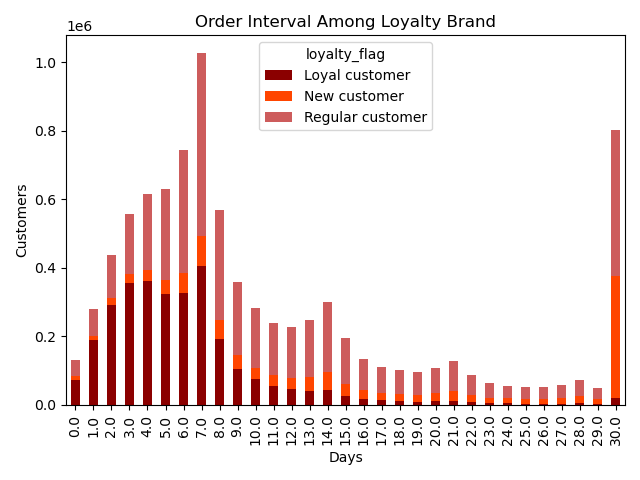 Order Interval Among Loyalty Brand
1e6
loyalty_flag
Loyal customer
New customer
Regular customer
1.0
0.8
0.6
0.4
0.2
0.0
Customers
0.0 1.0 2.0 3.0 4.0 5.0 6.0 7.0 8.0 9.0 10.0 11.0 12.0 13.0 14.0 15.0 16.0 17.0 18.0 19.0 20.0 21.0 22.0 23.0 24.0 25.0 26.0 27.0 28.0 29.0 30.0
Days